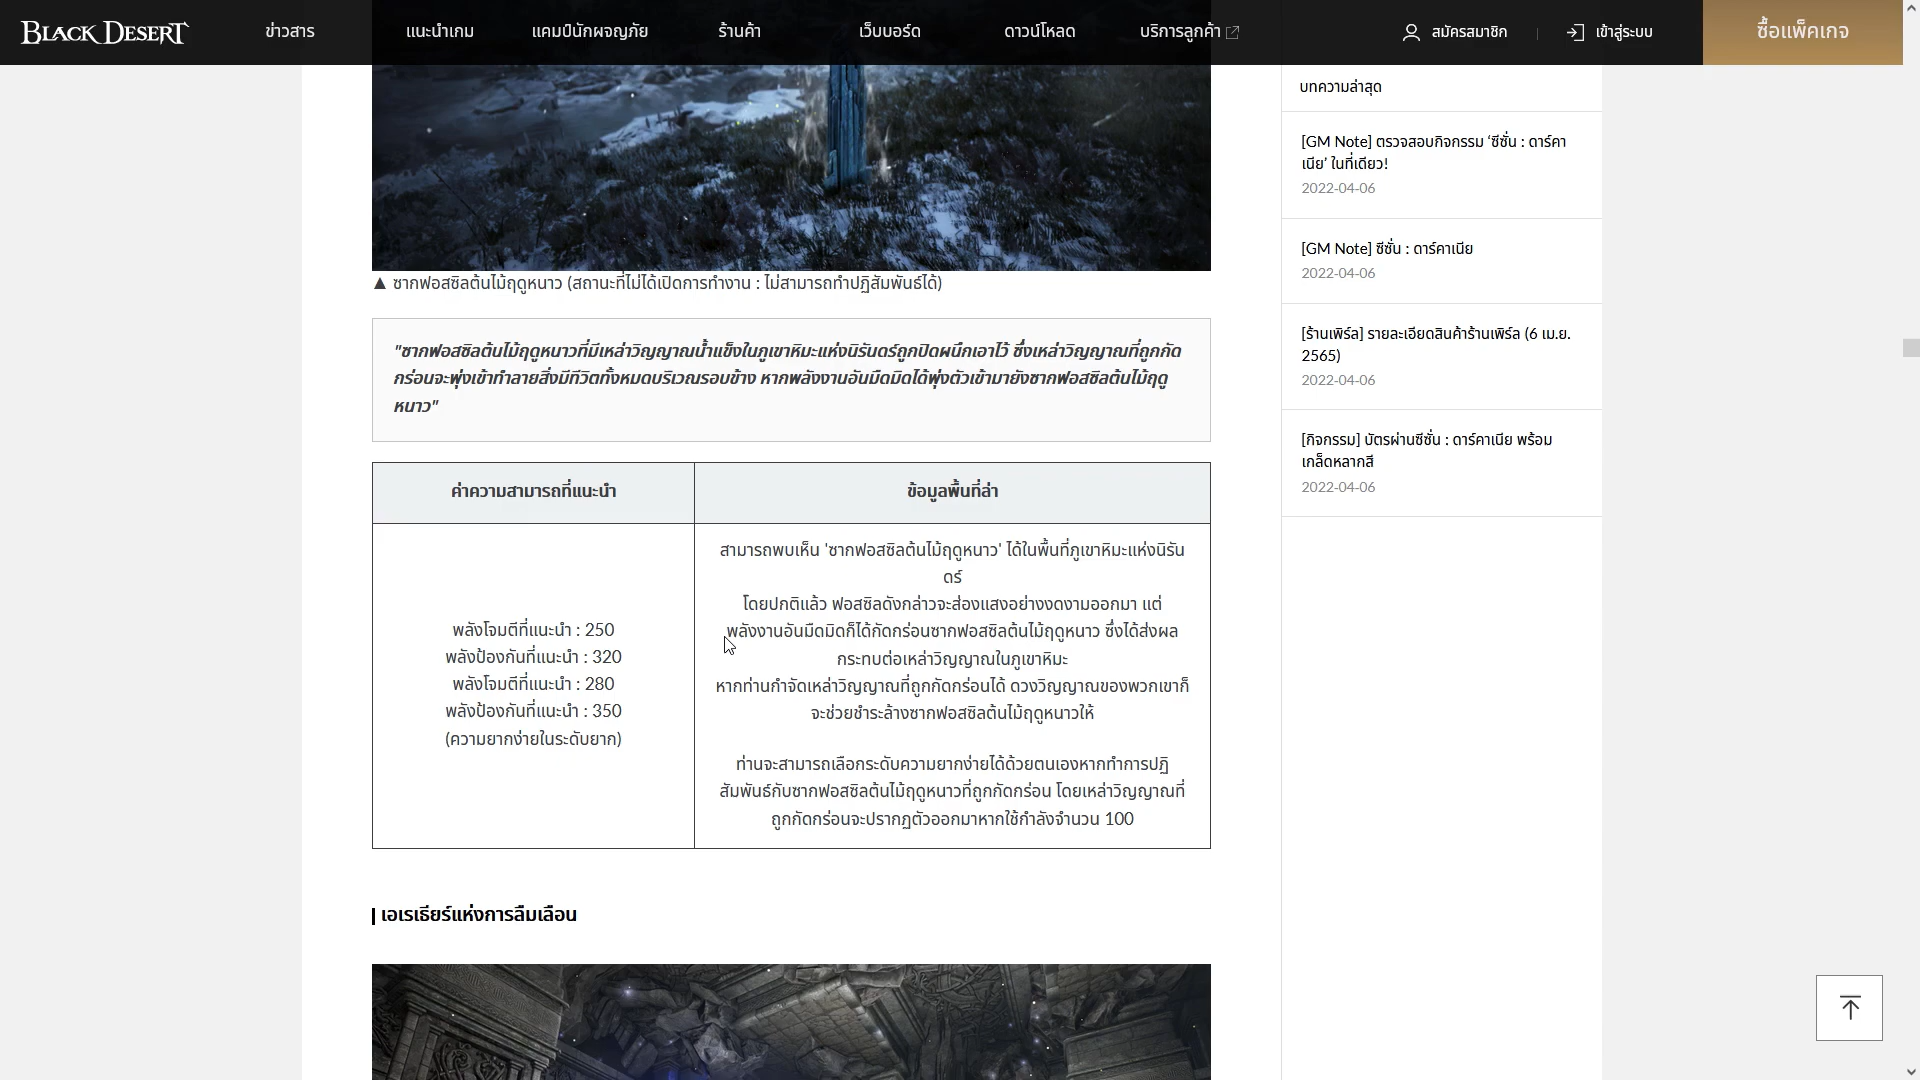 BLACK DESERT
ข่าวสาร
แนะนำเกม
แคมป์นักผจญภัย
ร้านค้า
เว็บบอร์ด
ดาวน์โหลด
บริการลูกค้า
สมัครสมาชิก
เข้าสู่ระบบ
ซื้อแพ็คเกจ
▲ ซากฟอสซิลต้นไม้ฤดูหนาว (สถานะที่ไม่ได้เปิดการทำงาน : ไม่สามารถทำปฏิสัมพันธ์ได้)
"ซากฟอสซิลต้นไม้ฤดูหนาวที่มีเหล่าวิญญาณน้ำแข็งในภูเขาหิมะแห่งนิรันดร์ถูกปิดผนึกเอาไว้ ซึ่งเหล่าวิญญาณที่ถูกกัด
กร่อนจะพุ่งเข้าทำลายสิ่งมีชีวิตทั้งหมดบริเวณรอบข้าง หากพลังงานอันมืดมิดได้พุ่งตัวเข้ามายังซากฟอสซิลต้นไม้ฤดู
หนาว"
ค่าความสามารถที่แนะนำ
ข้อมูลพื้นที่ล่า
พลังโจมตีที่แนะนำ : 250
พลังป้องกันที่แนะนำ : 320
พลังโจมตีที่แนะนำ : 280
พลังป้องกันที่แนะนำ : 350
(ความยากง่ายในระดับยาก)
สามารถพบเห็น 'ซากฟอสซิลต้นไม้ฤดูหนาว' ได้ในพื้นที่ภูเขาหิมะแห่งนิรัน
ดร์
โดยปกติแล้ว ฟอสซิลดังกล่าวจะส่องแสงอย่างงดงามออกมา แต่
พลังงานอันมืดมิดก็ได้กัดกร่อนซากฟอสซิลต้นไม้ฤดูหนาว ซึ่งได้ส่งผล
กระทบต่อเหล่าวิญญาณในภูเขาหิมะ
หากท่านกำจัดเหล่าวิญญาณที่ถูกกัดกร่อนได้ ดวงวิญญาณของพวกเขาก็
จะช่วยชำระล้างซากฟอสซิลต้นไม้ฤดูหนาวให้
ท่านจะสามารถเลือกระดับความยากง่ายได้ด้วยตนเองหากทำการปฏิ
สัมพันธ์กับซากฟอสซิลต้นไม้ฤดูหนาวที่ถูกกัดกร่อน โดยเหล่าวิญญาณที่
ถูกกัดกร่อนจะปรากฏตัวออกมาหากใช้กำลังจำนวน 100
เอเรเธียร์แห่งการลืมเลือน
บทความล่าสุด
[GM Note] ตรวจสอบกิจกรรม ‘ซีซั่น : ดาร์คา
เนีย’ ในที่เดียว!
2022-04-06
[GM Note] ซีซั่น : ดาร์คาเนีย
2022-04-06
[ร้านเพิร์ล] รายละเอียดสินค้าร้านเพิร์ล (6 เม.ย.
2565)
2022-04-06
[กิจกรรม] บัตรผ่านซีซั่น : ดาร์คาเนีย พร้อม
เกล็ดหลากสี
2022-04-06